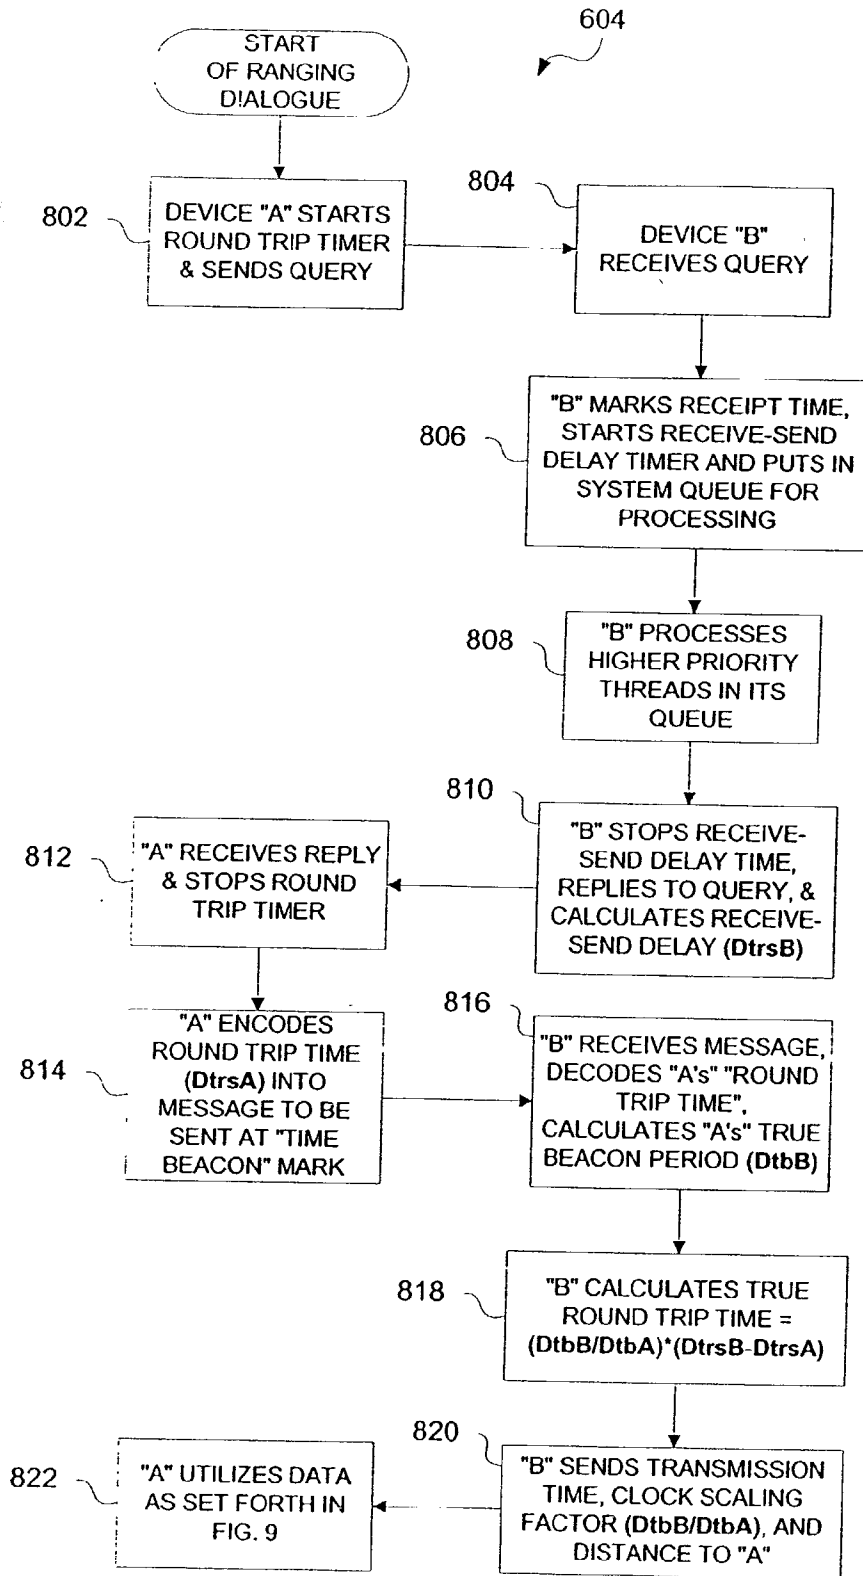 604
START
OF RANGING
DIALOGUE
802
DEVICE "A" STARTS
ROUND TRIP TIMER
& SENDS QUERY
804
DEVICE "B"
RECEIVES QUERY
806
"B" MARKS RECEIPT TIME,
STARTS RECEIVE-SEND
DELAY TIMER AND PUTS IN
SYSTEM QUEUE FOR
PROCESSING
808
"B" PROCESSES
HIGHER PRIORITY
THREADS IN ITS
QUEUE
810
"B" STOPS RECEIVE-
SEND DELAY TIME,
REPLIES TO QUERY, &
CALCULATES RECEIVE-
SEND DELAY (DtrsB)
812
"A" RECEIVES REPLY
& STOPS ROUND
TRIP TIMER
814
"A" ENCODES
ROUND TRIP TIME
(DtrsA) INTO
MESSAGE TO BE
SENT AT "TIME
BEACON" MARK
816
"B" RECEIVES MESSAGE,
DECODES "A's" "ROUND
TRIP TIME",
CALCULATES "A's" TRUE
BEACON PERIOD (DtbB)
818
"B" CALCULATES TRUE
ROUND TRIP TIME =
(DtbB/DtbA)*(DtrsB-DtrsA)
820
"B" SENDS TRANSMISSION
TIME, CLOCK SCALING
FACTOR (DtbB/DtbA), AND
DISTANCE TO "A"
822
"A" UTILIZES DATA
AS SET FORTH IN
FIG. 9